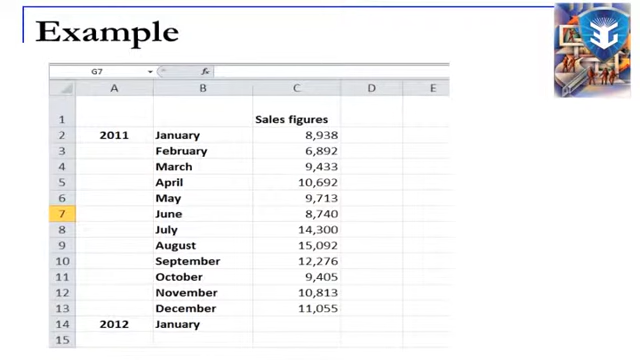 Example
G7 fx
A B C D E
1 Sales figures
2 2011 January 8,938
3 February 6,892
4 March 9,433
5 April 10,692
6 May 9,713
7 June 8,740
8 July 14,300
9 August 15,092
10 September 12,276
11 October 9,405
12 November 10,813
13 December 11,055
14 2012 January
15